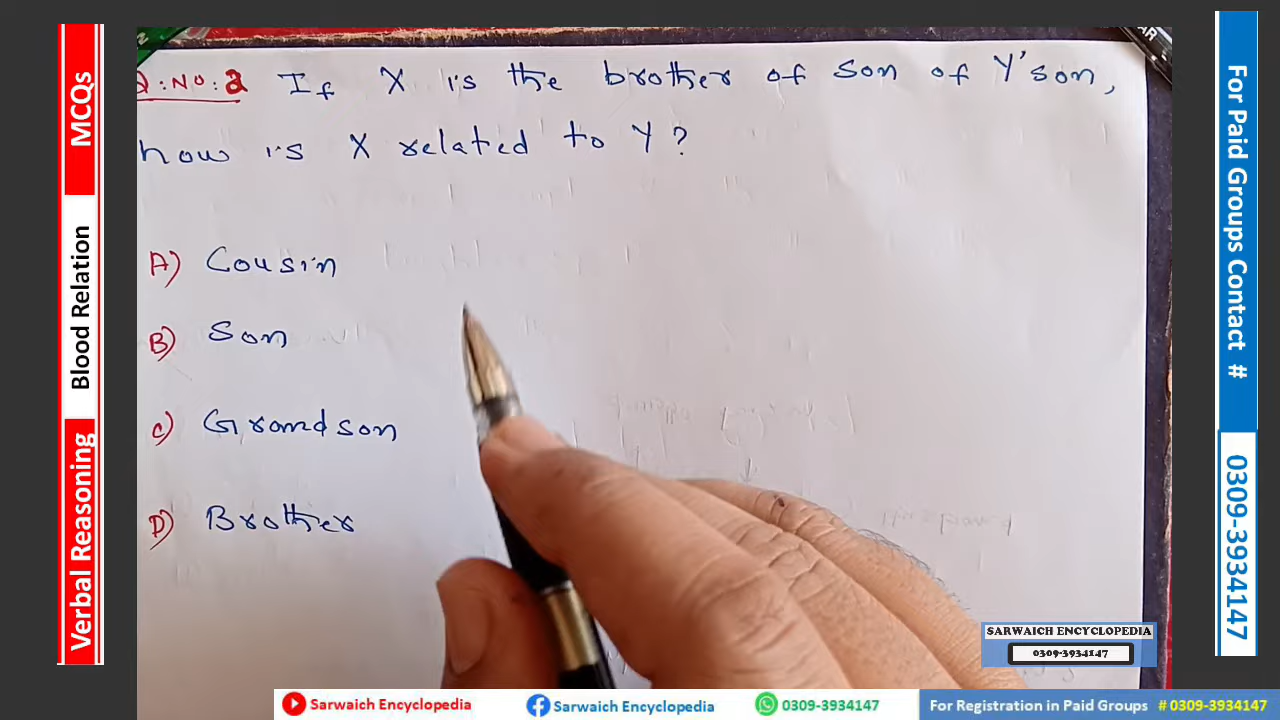 Q:NO:2 If X is the brother of Son of Y'son,
how is X related to Y?
A) Cousin
B) Son
C) Grandson
D) Brother
MCQs
Blood Relation
Verbal Reasoning
For Paid Groups Contact #
0309-3934147
SARWAICH ENCYCLOPEDIA
0309-3934147
Sarwaich Encyclopedia
Sarwaich Encyclopedia
0309-3934147
For Registration in Paid Groups # 0309-3934147